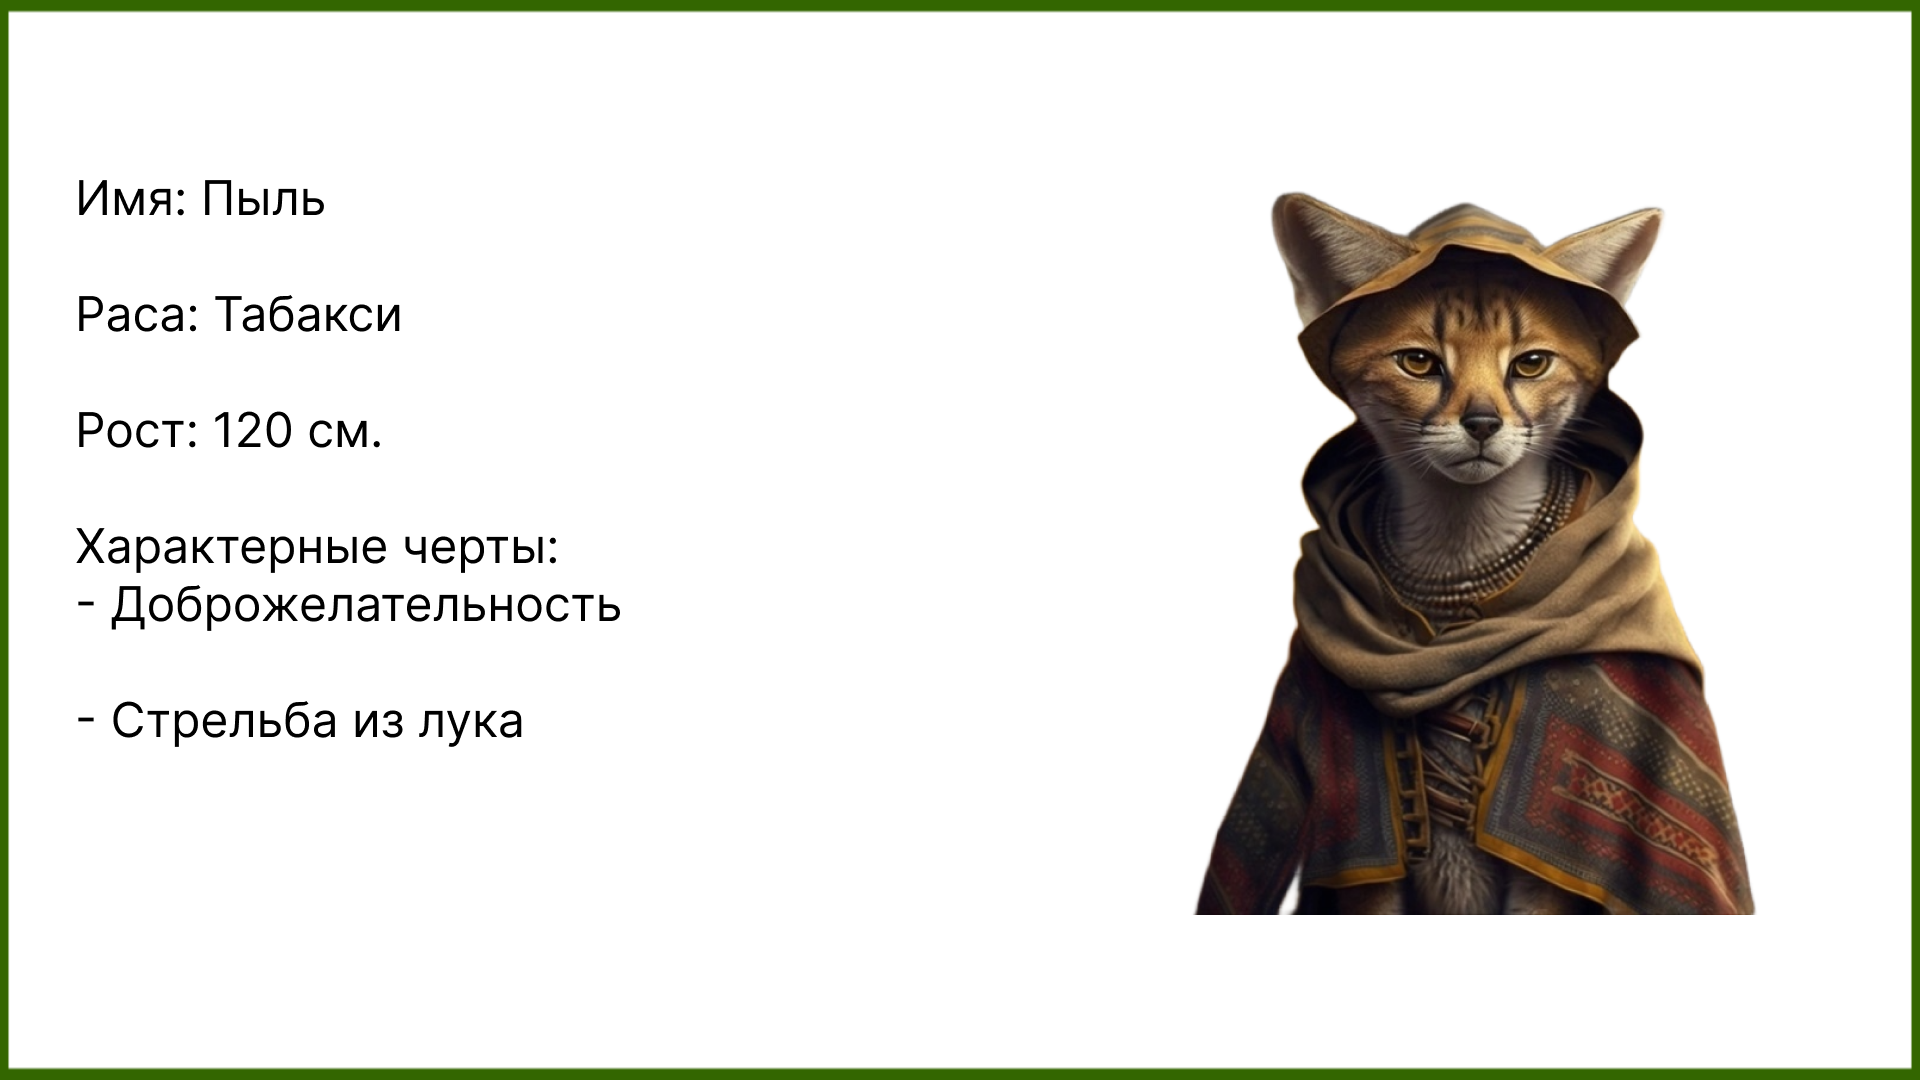 Имя: Пыль
Раса: Табакси
Рост: 120 см.
Характерные черты:
- Доброжелательность
- Стрельба из лука